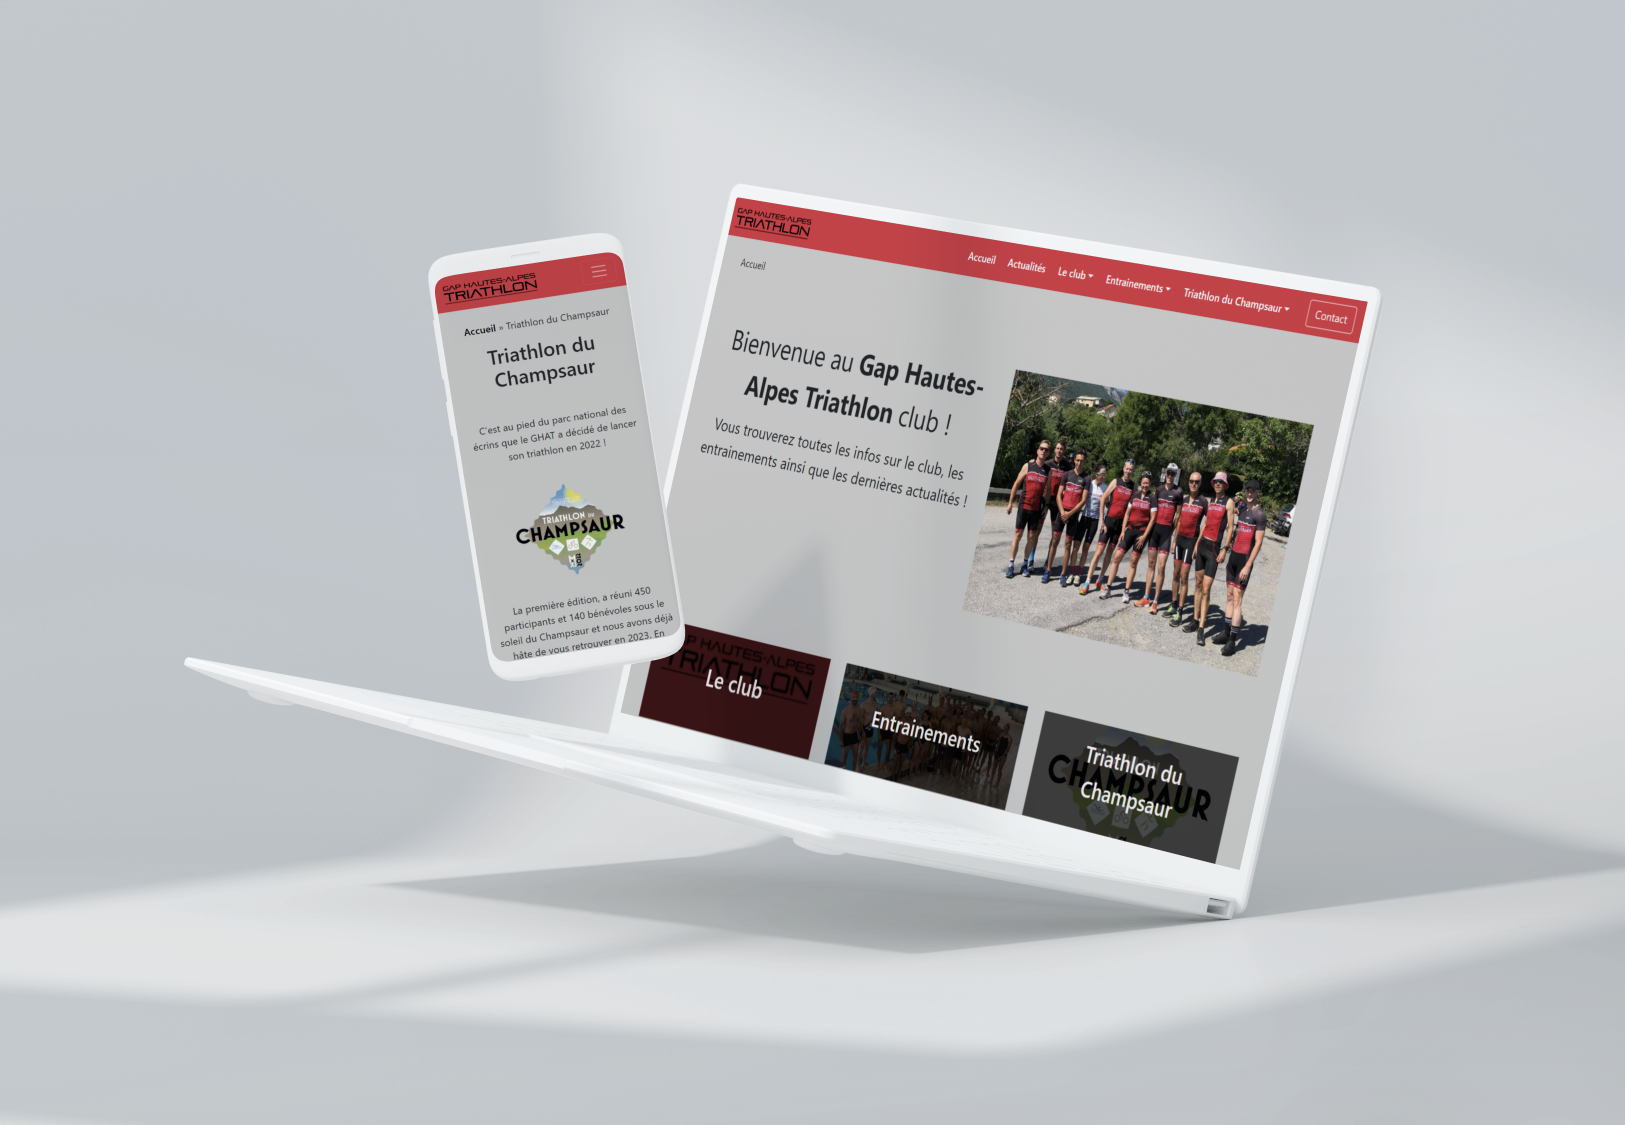 GAP HAUTES-ALPES
TRIATHLON
Accueil » Triathlon du Champsaur
Triathlon du
Champsaur
C'est au pied du parc national des
écrins que le GHAT a décidé de lancer
son triathlon en 2022 !
TRIATHLON DU
CHAMPSAUR
La première édition, a réuni 450
participants et 140 bénévoles sous le
soleil du Champsaur et nous avons déjà
hâte de vous retrouver en 2023. En
GAP HAUTES-ALPES
TRIATHLON
Accueil Actualités Le club Entrainements Triathlon du Champsaur Contact
Accueil
Bienvenue au Gap Hautes-
Alpes Triathlon club !
Vous trouverez toutes les infos sur le club, les
entrainements ainsi que les dernières actualités !
P HAUTES-ALPES
TRIATHLON
Le club
Entrainements
Triathlon du
Champsaur
CHAMPSAUR